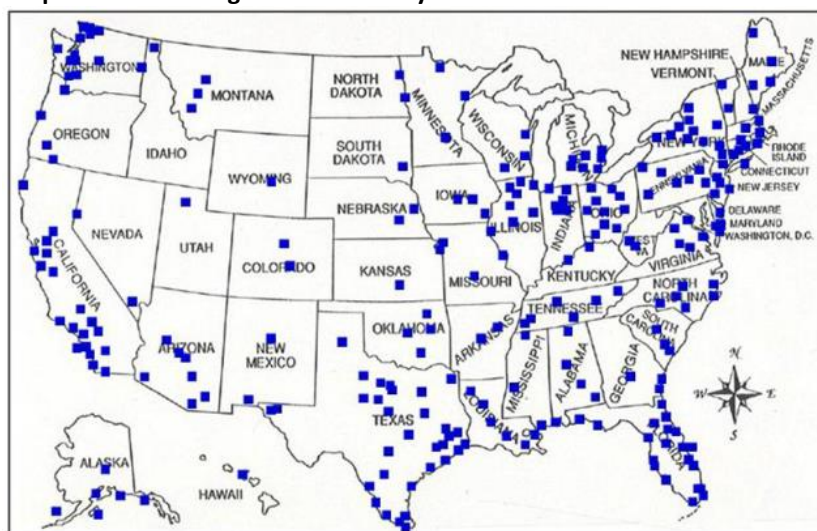 NEW HAMPSHIRE
VERMONT
MAINE
MASSACHUSETTS
WASHINGTON
MONTANA
NORTH
DAKOTA
MINNESOTA
OREGON
IDAHO
SOUTH
DAKOTA
WISCONSIN
MICHIGAN
NEW YORK
RHODE
ISLAND
CONNECTICUT
WYOMING
IOWA
PENNSYLVANIA
NEW JERSEY
NEBRASKA
NEVADA
UTAH
ILLINOIS
INDIANA
OHIO
DELAWARE
MARYLAND
WASHINGTON, D.C.
WEST
VA
VIRGINIA
CALIFORNIA
COLORADO
KANSAS
MISSOURI
KENTUCKY
NORTH
CAROLINA
TENNESSEE
ARIZONA
NEW
MEXICO
OKLAHOMA
ARKANSAS
SOUTH
CAROLINA
MISSISSIPPI
ALABAMA
GEORGIA
N
W
E
S
TEXAS
LOUISIANA
FLORIDA
ALASKA
HAWAII